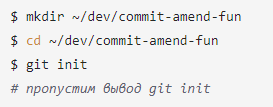 $ mkdir ~/dev/commit-amend-fun
$ cd ~/dev/commit-amend-fun
$ git init
# пропустим вывод git init